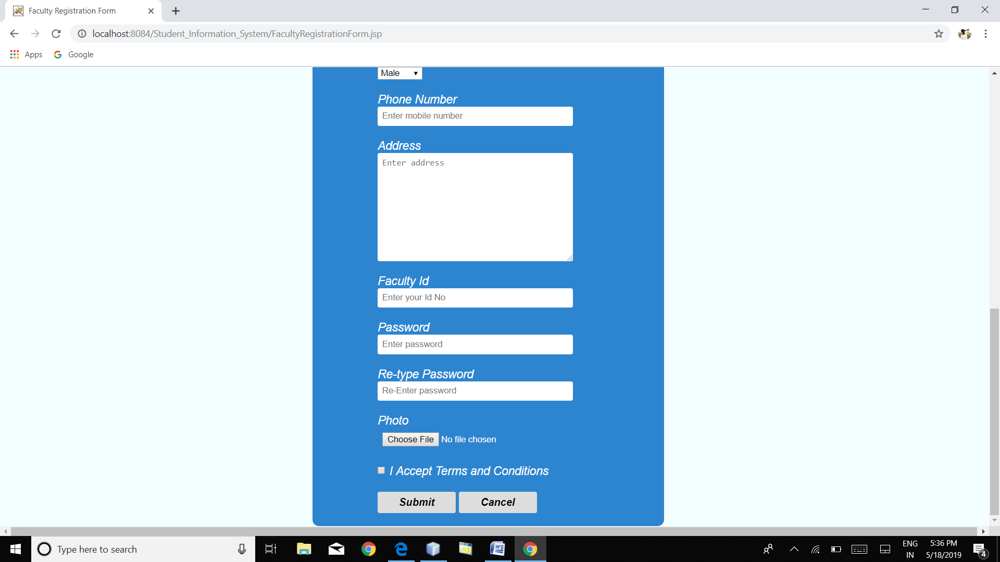 Faculty Registration Form
localhost:8084/Student_Information_System/FacultyRegistrationForm.jsp
Apps Google
Male
Phone Number
Enter mobile number
Address
Enter address
Faculty Id
Enter your Id No
Password
Enter password
Re-type Password
Re-Enter password
Photo
Choose File No file chosen
I Accept Terms and Conditions
Submit Cancel
Type here to search
ENG
IN
5:36 PM
5/18/2019
4